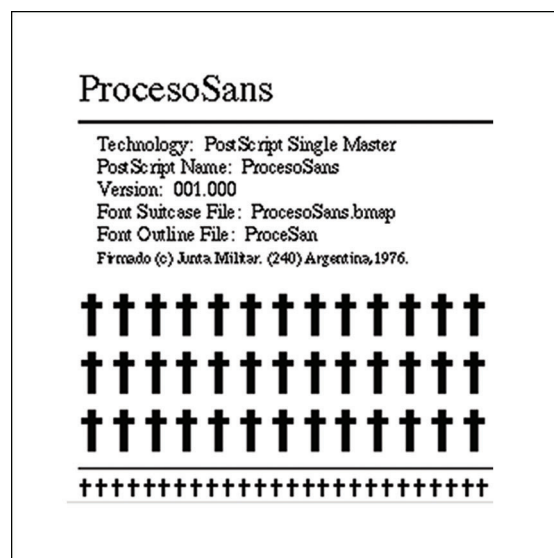 ProcesoSans
Technology: PostScript Single Master
PostScript Name: ProcesoSans
Version: 001.000
Font Suitcase File: ProcesoSans.bmap
Font Outline File: ProceSan
Firmado (c) Junta Militar. (240) Argentina, 1976.
✝✝✝✝✝✝✝✝✝✝✝✝✝
✝✝✝✝✝✝✝✝✝✝✝✝✝
✝✝✝✝✝✝✝✝✝✝✝✝✝
✝✝✝✝✝✝✝✝✝✝✝✝✝✝✝✝✝✝✝✝✝✝✝✝✝✝